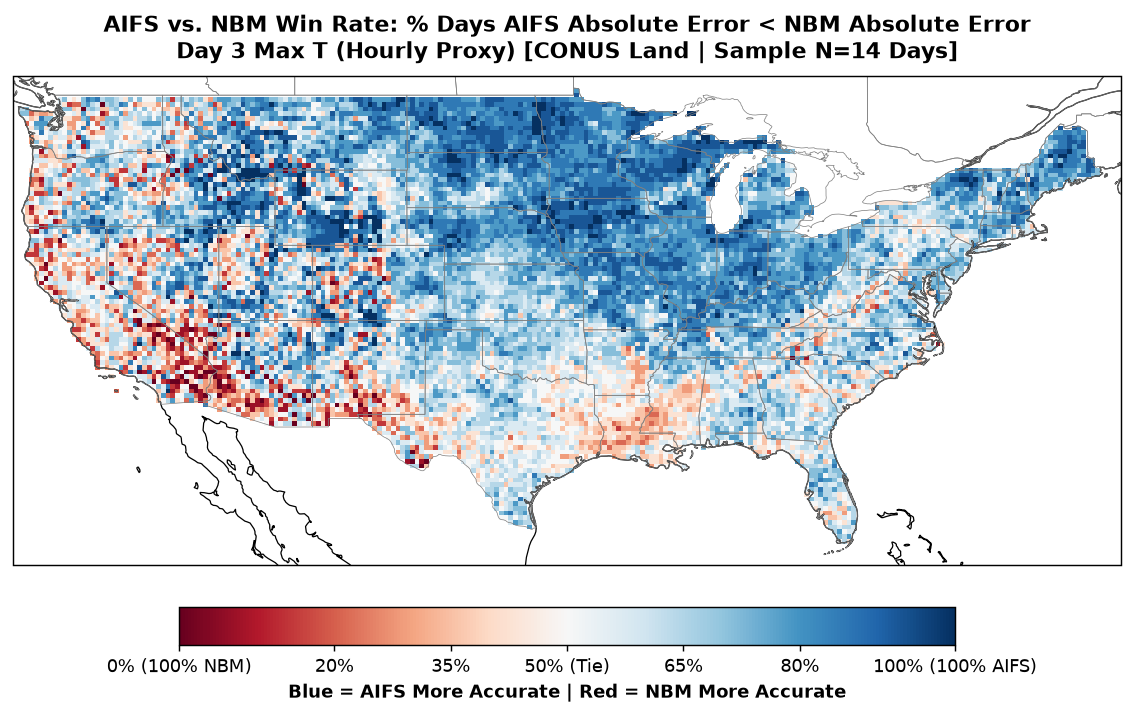 AIFS vs. NBM Win Rate: % Days AIFS Absolute Error < NBM Absolute Error
Day 3 Max T (Hourly Proxy) [CONUS Land | Sample N=14 Days]
0% (100% NBM) 20% 35% 50% (Tie) 65% 80% 100% (100% AIFS)
Blue = AIFS More Accurate | Red = NBM More Accurate